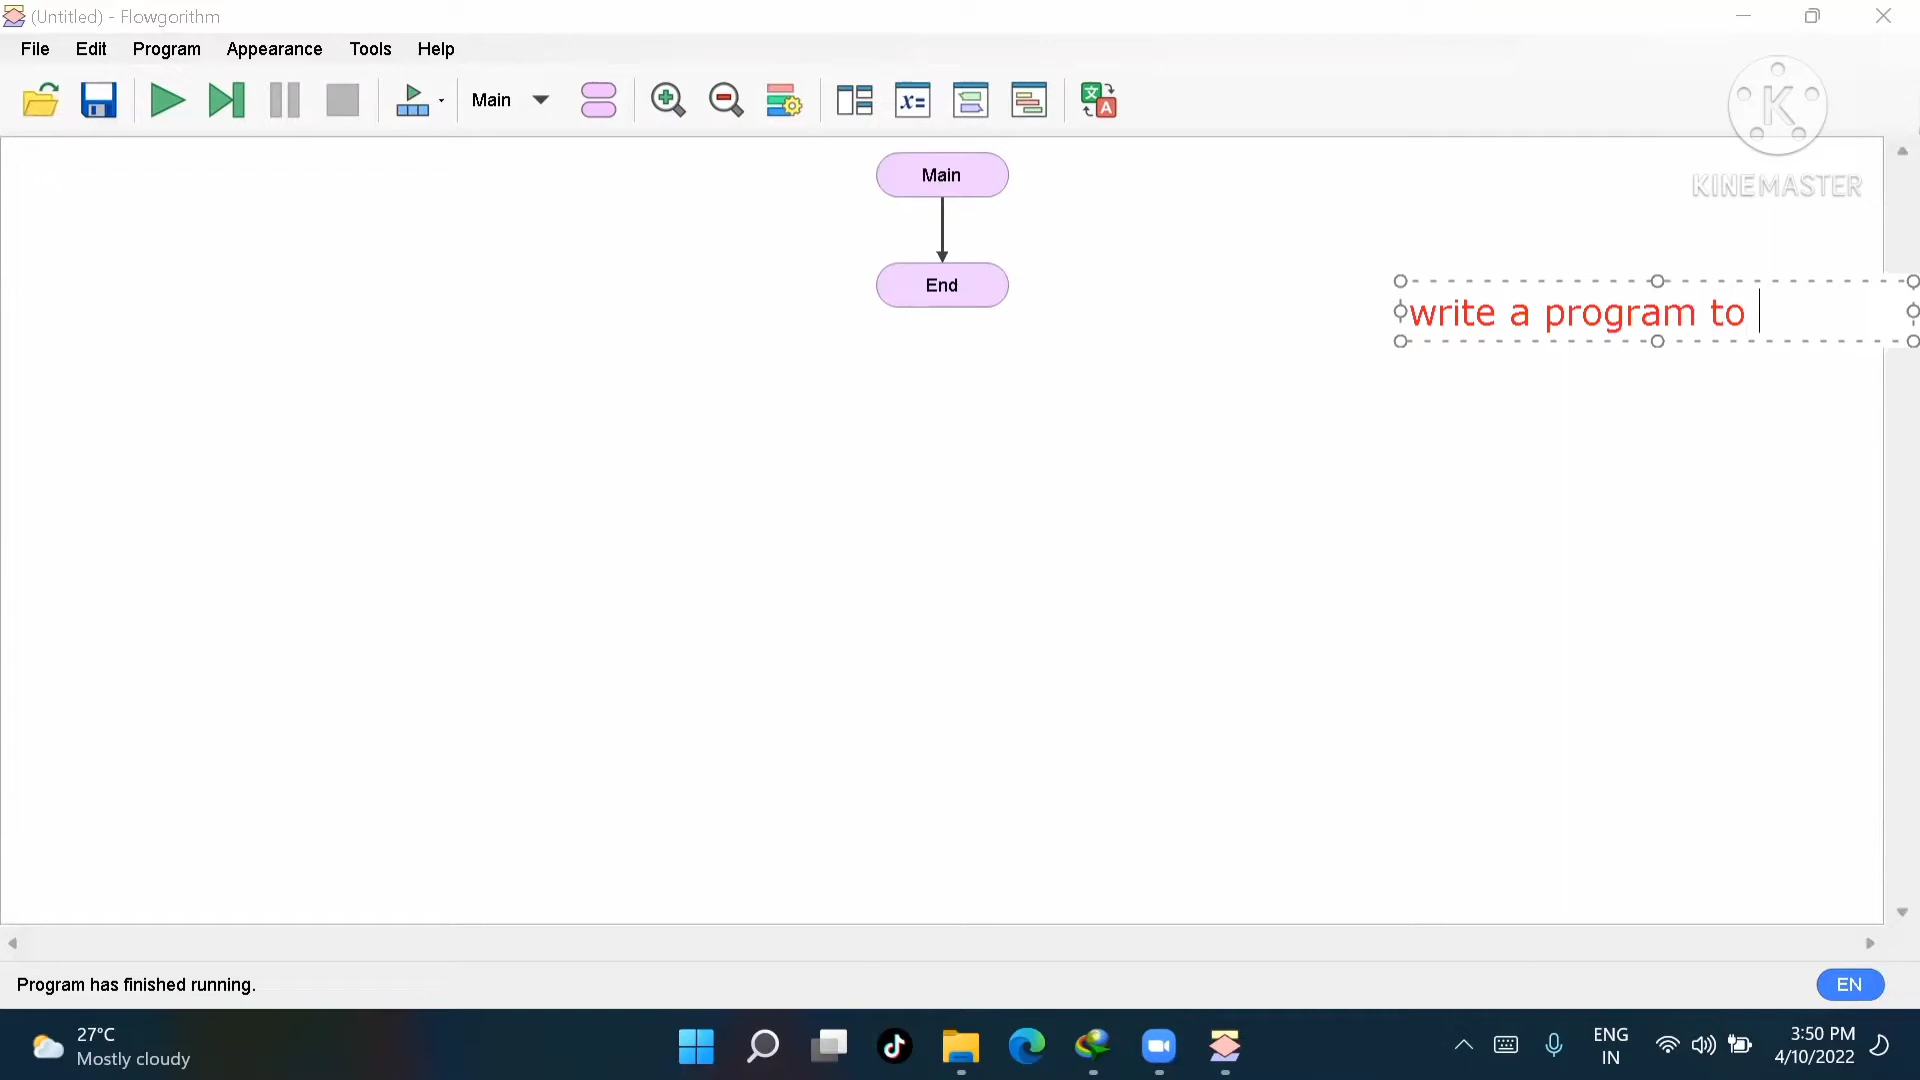 (Untitled) - Flowgorithm
File Edit Program Appearance Tools Help
Main
x=
文 A
K
KINEMASTER
Main
End
write a program to
Program has finished running.
EN
27°C
Mostly cloudy
ENG
IN
3:50 PM
4/10/2022